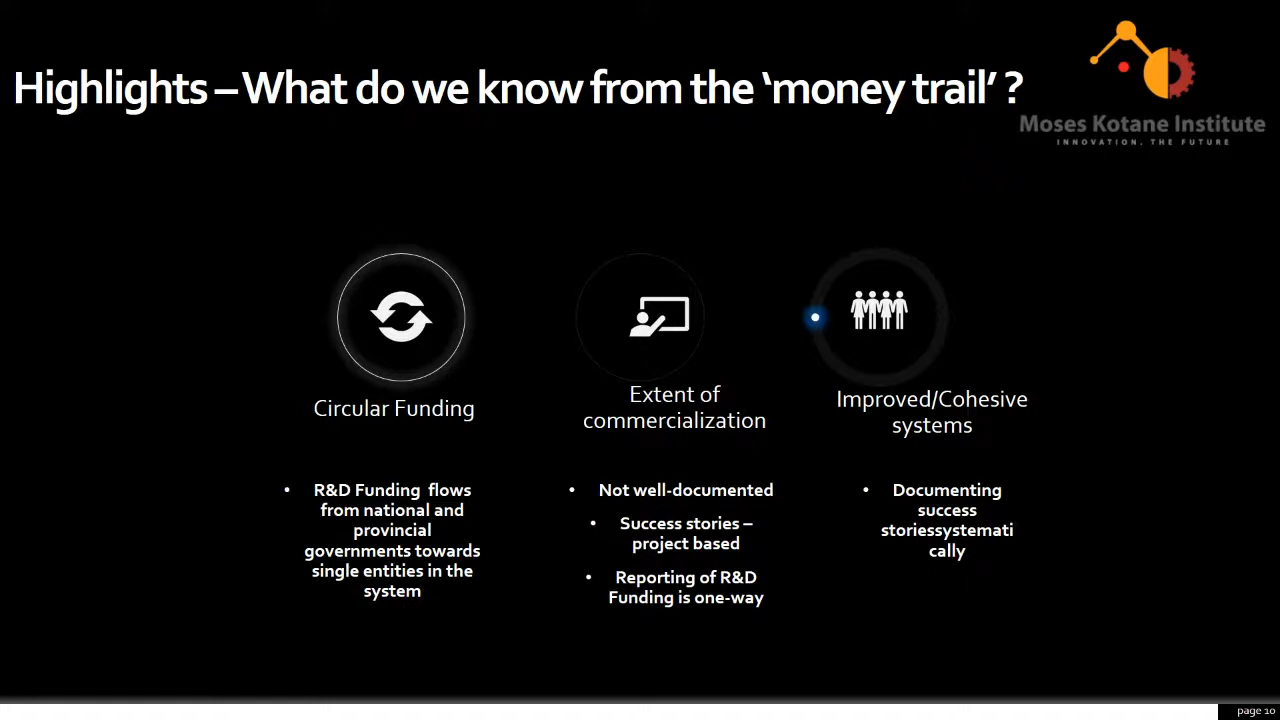 Highlights – What do we know from the ‘money trail’ ?
Moses Kotane Institute
INNOVATION. THE FUTURE
Circular Funding
• R&D Funding flows
from national and
provincial
governments towards
single entities in the
system
Extent of
commercialization
• Not well-documented
• Success stories –
project based
• Reporting of R&D
Funding is one-way
Improved/Cohesive
systems
• Documenting
success
storiessystemati
cally
page 10